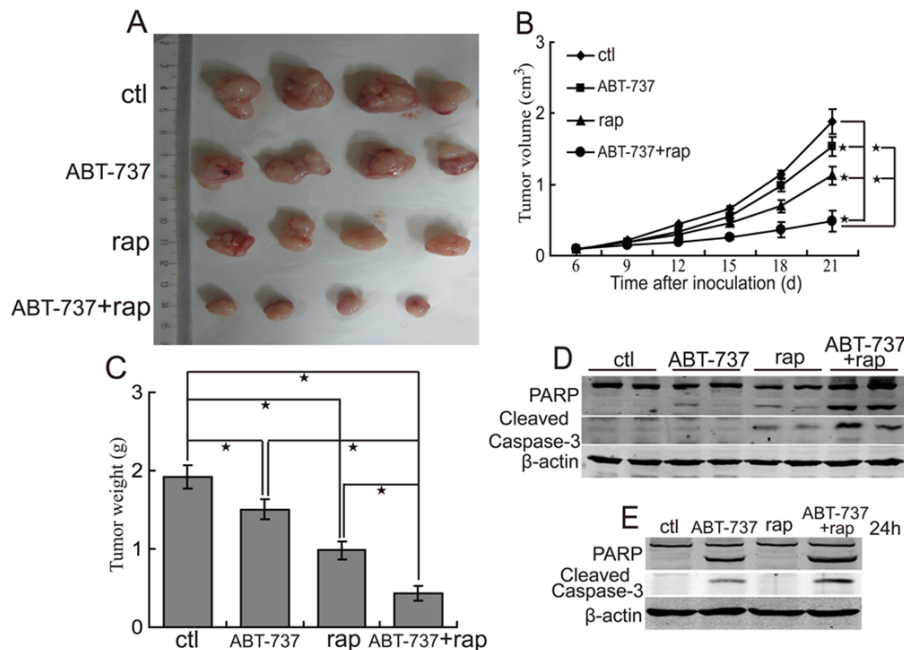 A
ctl
ABT-737
rap
ABT-737+rap
B
Tumor volume (cm3)
3
2
1
0
ctl
ABT-737
rap
ABT-737+rap
6 9 12 15 18 21
Time after inoculation (d)
C
Tumor weight (g)
3
2
1
0
ctl ABT-737 rap ABT-737+rap
D
ctl ABT-737 rap ABT-737
+rap
PARP
Cleaved
Caspase-3
β-actin
E
ctl ABT-737 rap ABT-737
+rap 24h
PARP
Cleaved
Caspase-3
β-actin